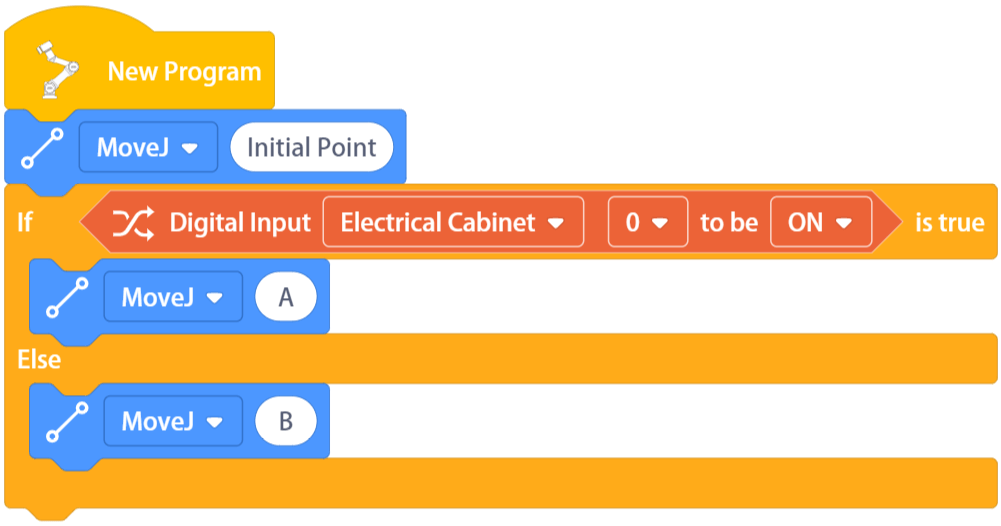 New Program
MoveJ Initial Point
If Digital Input Electrical Cabinet 0 to be ON is true
MoveJ A
Else
MoveJ B